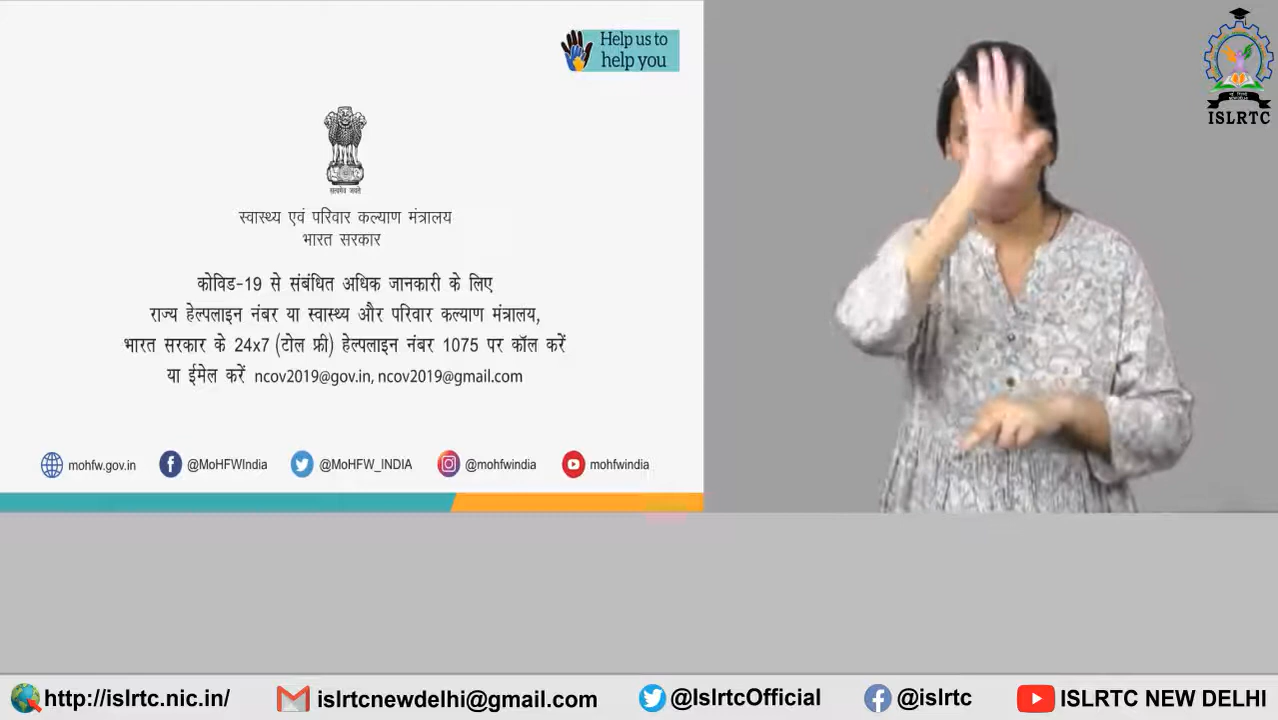 Help us to
help you
ISLRTC
सत्यमेव जयते
स्वास्थ्य एवं परिवार कल्याण मंत्रालय
भारत सरकार
कोविड-19 से संबंधित अधिक जानकारी के लिए
राज्य हेल्पलाइन नंबर या स्वास्थ्य और परिवार कल्याण मंत्रालय,
भारत सरकार के 24x7 (टोल फ्री) हेल्पलाइन नंबर 1075 पर कॉल करें
या ईमेल करें ncov2019@gov.in, ncov2019@gmail.com
mohfw.gov.in @MoHFWIndia @MoHFW_INDIA @mohfwindia mohfwindia
http://islrtc.nic.in/ islrtcnewdelhi@gmail.com @IslrtcOfficial @islrtc ISLRTC NEW DELHI